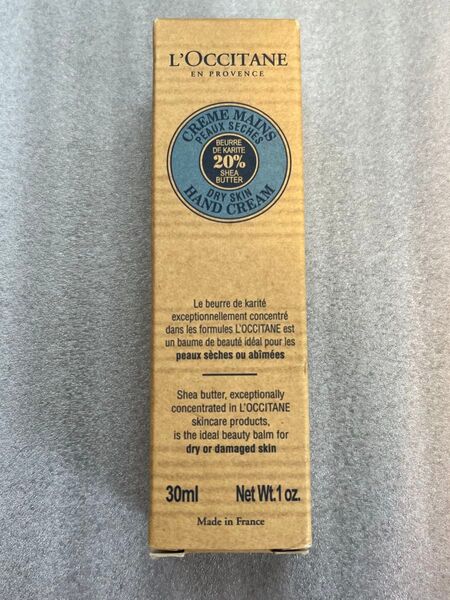 L'OCCITANE
EN PROVENCE
CREME MAINS
PEAUX SÈCHES
BEURRE
DE KARITE
20%
SHEA
BUTTER
DRY SKIN
HAND CREAM
Le beurre de karité
exceptionnellement concentré
dans les formules L'OCCITANE est
un baume de beauté idéal pour les
peaux sèches ou abîmées
Shea butter, exceptionally
concentrated in L'OCCITANE
skincare products,
is the ideal beauty balm for
dry or damaged skin
30ml Net Wt.1 oz.
Made in France